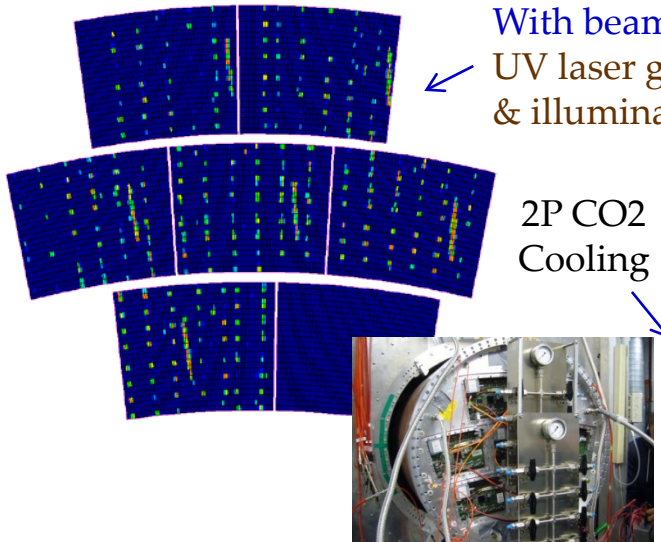 With beam
UV laser g
& illumina
2P CO2
Cooling